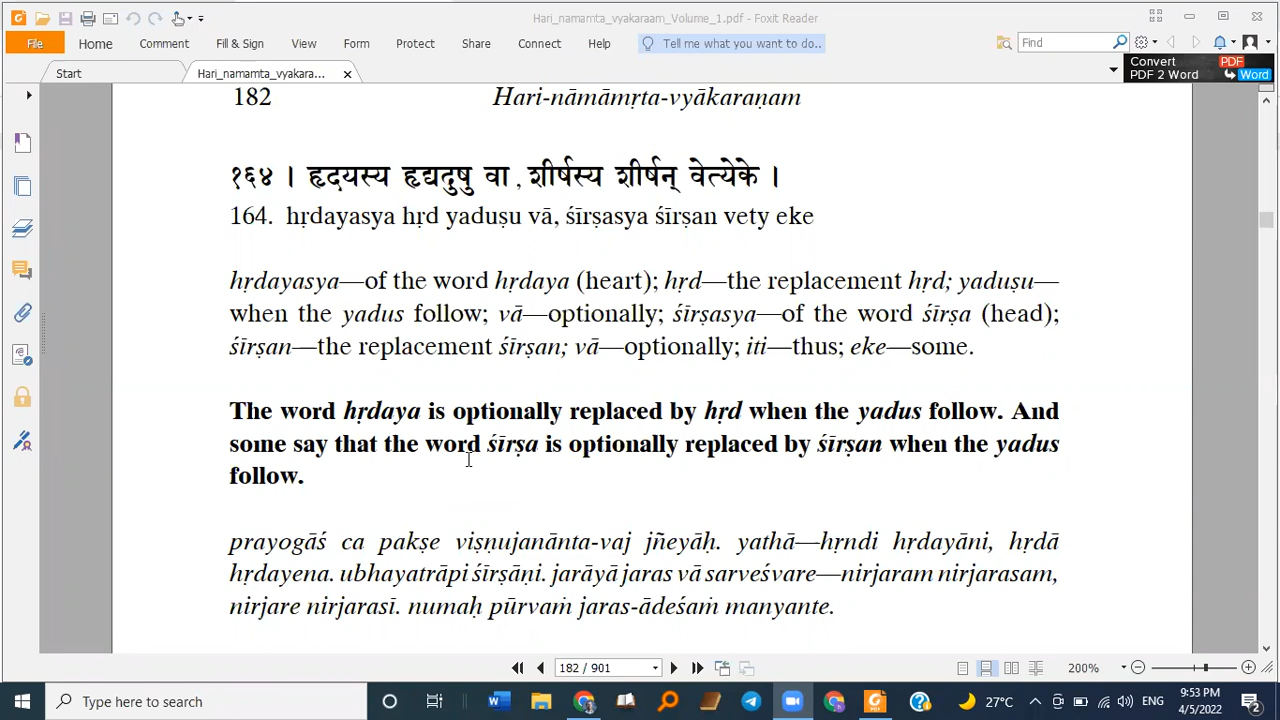 Hari_namamta_vyakaraam_Volume_1.pdf - Foxit Reader
File Home Comment Fill & Sign View Form Protect Share Connect Help Tell me what you want to do.. Find
Start Hari_namamta_vyakara... Convert PDF
PDF 2 Word Word
182 Hari-nāmāmṛta-vyākaraṇam
१६४ । हृदयस्य हृद्यदुषु वा , शीर्षस्य शीर्षन् वेत्येके ।
164. hṛdayasya hṛd yaduṣu vā, śīrṣasya śīrṣan vety eke
hṛdayasya—of the word hṛdaya (heart); hṛd—the replacement hṛd; yaduṣu—
when the yadus follow; vā—optionally; śīrṣasya—of the word śīrṣa (head);
śīrṣan—the replacement śīrṣan; vā—optionally; iti—thus; eke—some.
The word hṛdaya is optionally replaced by hṛd when the yadus follow. And
some say that the word śīrṣa is optionally replaced by śīrṣan when the yadus
follow.
prayogāś ca pakṣe viṣṇujanānta-vaj jñeyāḥ. yathā—hṛndi hṛdayāni, hṛdā
hṛdayena. ubhayatrāpi śīrṣāṇi. jarāyā jaras vā sarveśvare—nirjaram nirjarasam,
nirjare nirjarasī. numaḥ pūrvaṁ jaras-ādeśaṁ manyante.
182 / 901 200%
Type here to search 27°C ENG 9:53 PM
4/5/2022 2